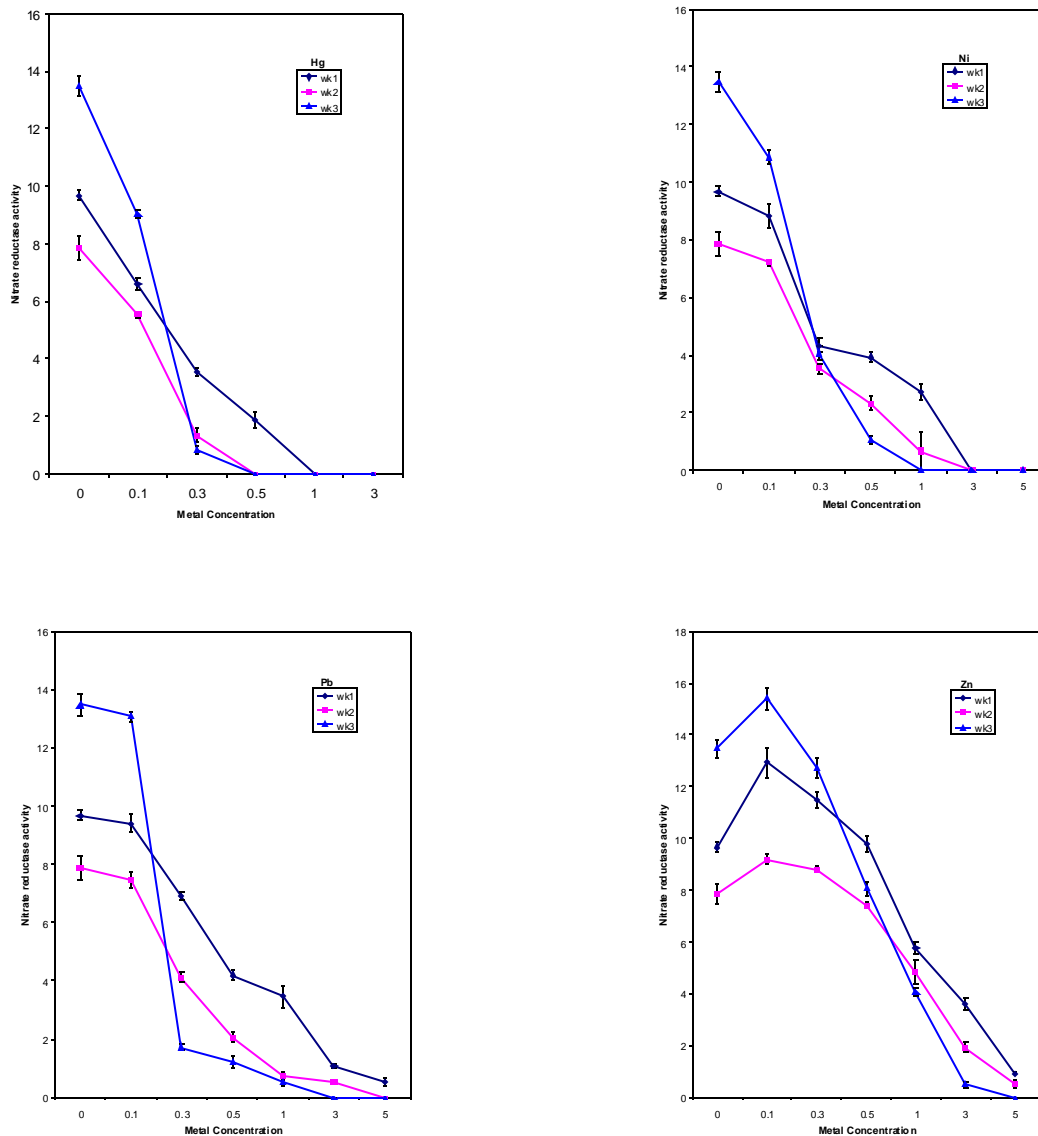 Hg
wk1
wk2
wk3
Nitrate reductase activity
16
14
12
10
8
6
4
2
0
0 0.1 0.3 0.5 1 3
Metal Concentration
Ni
wk1
wk2
wk3
Nitrate reductase activity
16
14
12
10
8
6
4
2
0
0 0.1 0.3 0.5 1 3 5
Metal Concentration
Pb
wk1
wk2
wk3
Nitrate reductase activity
16
14
12
10
8
6
4
2
0
0 0.1 0.3 0.5 1 3 5
Metal Concentration
Zn
wk1
wk2
wk3
Nitrate reductase activity
18
16
14
12
10
8
6
4
2
0
0 0.1 0.3 0.5 1 3 5
Metal Concentration